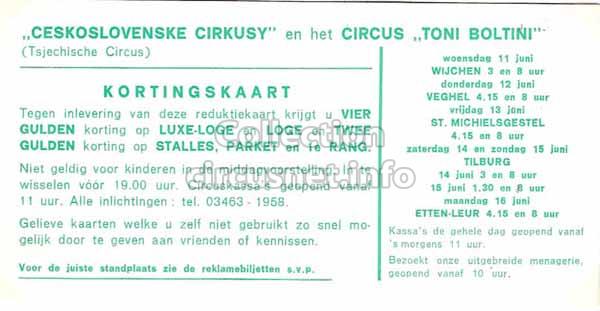 „CESKOSLOVENSKE CIRKUSY” en het CIRCUS „TONI BOLTINI”
(Tsjechische Circus)
KORTINGSKAART
Tegen inlevering van deze reduktiekaart krijgt u VIER
GULDEN korting op LUXE-LOGE en LOGE en TWEE
GULDEN korting op STALLES, PARKET en 1e RANG.
Niet geldig voor kinderen in de middagvoorstelling. In te
wisselen vóór 19.00 uur. Circuskassa's geopend vanaf
11 uur. Alle inlichtingen: tel. 03463-1958.
Gelieve kaarten welke u zelf niet gebruikt zo snel mo-
gelijk door te geven aan vrienden of kennissen.
Voor de juiste standplaats zie de reklamebiljetten s.v.p.
woensdag 11 juni
WIJCHEN 3 en 8 uur
donderdag 12 juni
VEGHEL 4.15 en 8 uur
vrijdag 13 juni
ST. MICHIELSGESTEL
4.15 en 8 uur
zaterdag 14 en zondag 15 juni
TILBURG
14 juni 3 en 8 uur
15 juni 1.30 en 8 uur
maandag 16 juni
ETTEN-LEUR 4.15 en 8 uur
Kassa's de gehele dag geopend vanaf
's morgens 11 uur.
Bezoekt onze uitgebreide menagerie,
geopend vanaf 10 uur.
Collection
circusnet.info